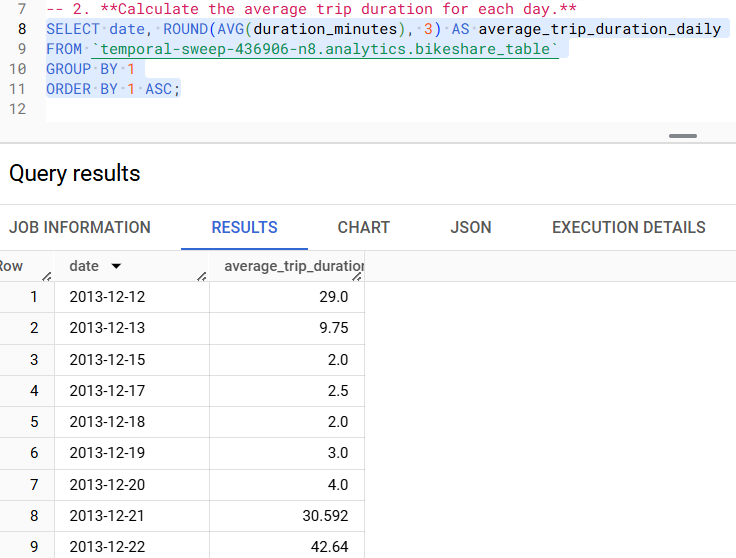 7 -- 2. **Calculate the average trip duration for each day.**
8 SELECT date, ROUND(AVG(duration_minutes), 3) AS average_trip_duration_daily
9 FROM `temporal-sweep-436906-n8.analytics.bikeshare_table`
10 GROUP BY 1
11 ORDER BY 1 ASC;
12
Query results
JOB INFORMATION RESULTS CHART JSON EXECUTION DETAILS
Row date average_trip_duration
1 2013-12-12 29.0
2 2013-12-13 9.75
3 2013-12-15 2.0
4 2013-12-17 2.5
5 2013-12-18 2.0
6 2013-12-19 3.0
7 2013-12-20 4.0
8 2013-12-21 30.592
9 2013-12-22 42.64